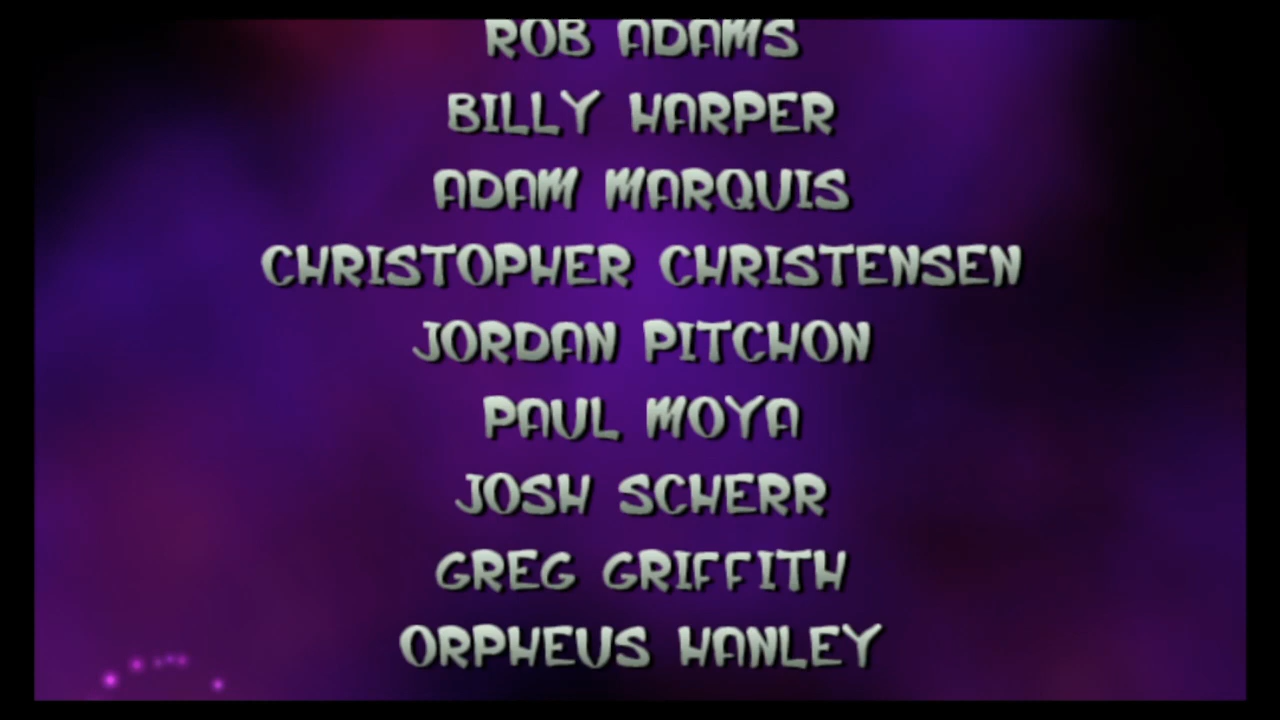 ROB ADAMS
BILLY HARPER
ADAM MARQUIS
CHRISTOPHER CHRISTENSEN
JORDAN PITCHON
PAUL MOYA
JOSH SCHERR
GREG GRIFFITH
ORPHEUS HANLEY